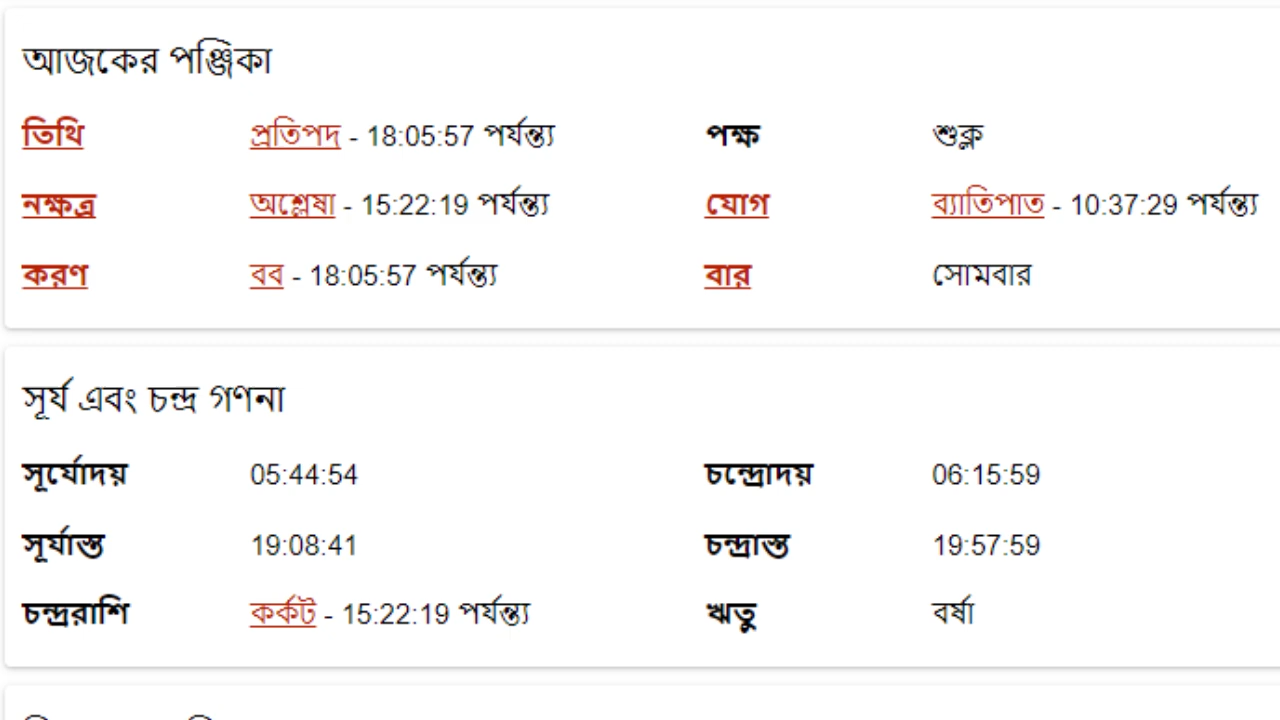 আজকের পঞ্জিকা
তিথি প্রতিপদ - 18:05:57 পর্যন্ত্য পক্ষ শুক্ল
নক্ষত্র অশ্লেষা - 15:22:19 পর্যন্ত্য যোগ ব্যাতিপাত - 10:37:29 পর্যন্ত্য
করণ বব - 18:05:57 পর্যন্ত্য বার সোমবার
সূর্য এবং চন্দ্র গণনা
সূর্যোদয় 05:44:54 চন্দ্রোদয় 06:15:59
সূর্যাস্ত 19:08:41 চন্দ্রাস্ত 19:57:59
চন্দ্ররাশি কর্কট - 15:22:19 পর্যন্ত্য ঋতু বর্ষা